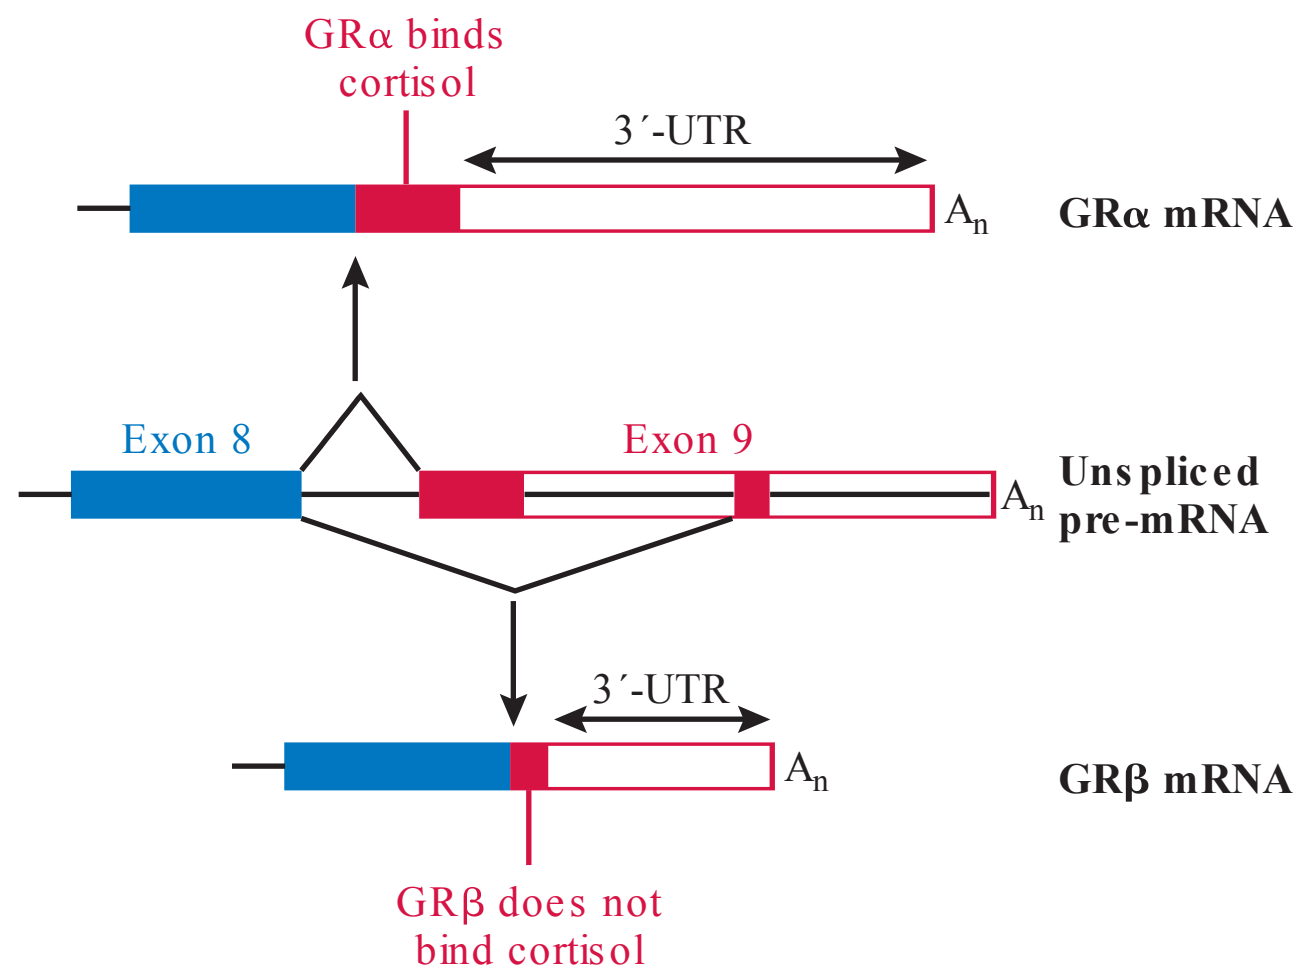 GRα binds
cortisol
3´-UTR
An
GRα mRNA
Exon 8
Exon 9
An
Unspliced
pre-mRNA
3´-UTR
An
GRβ mRNA
GRβ does not
bind cortisol